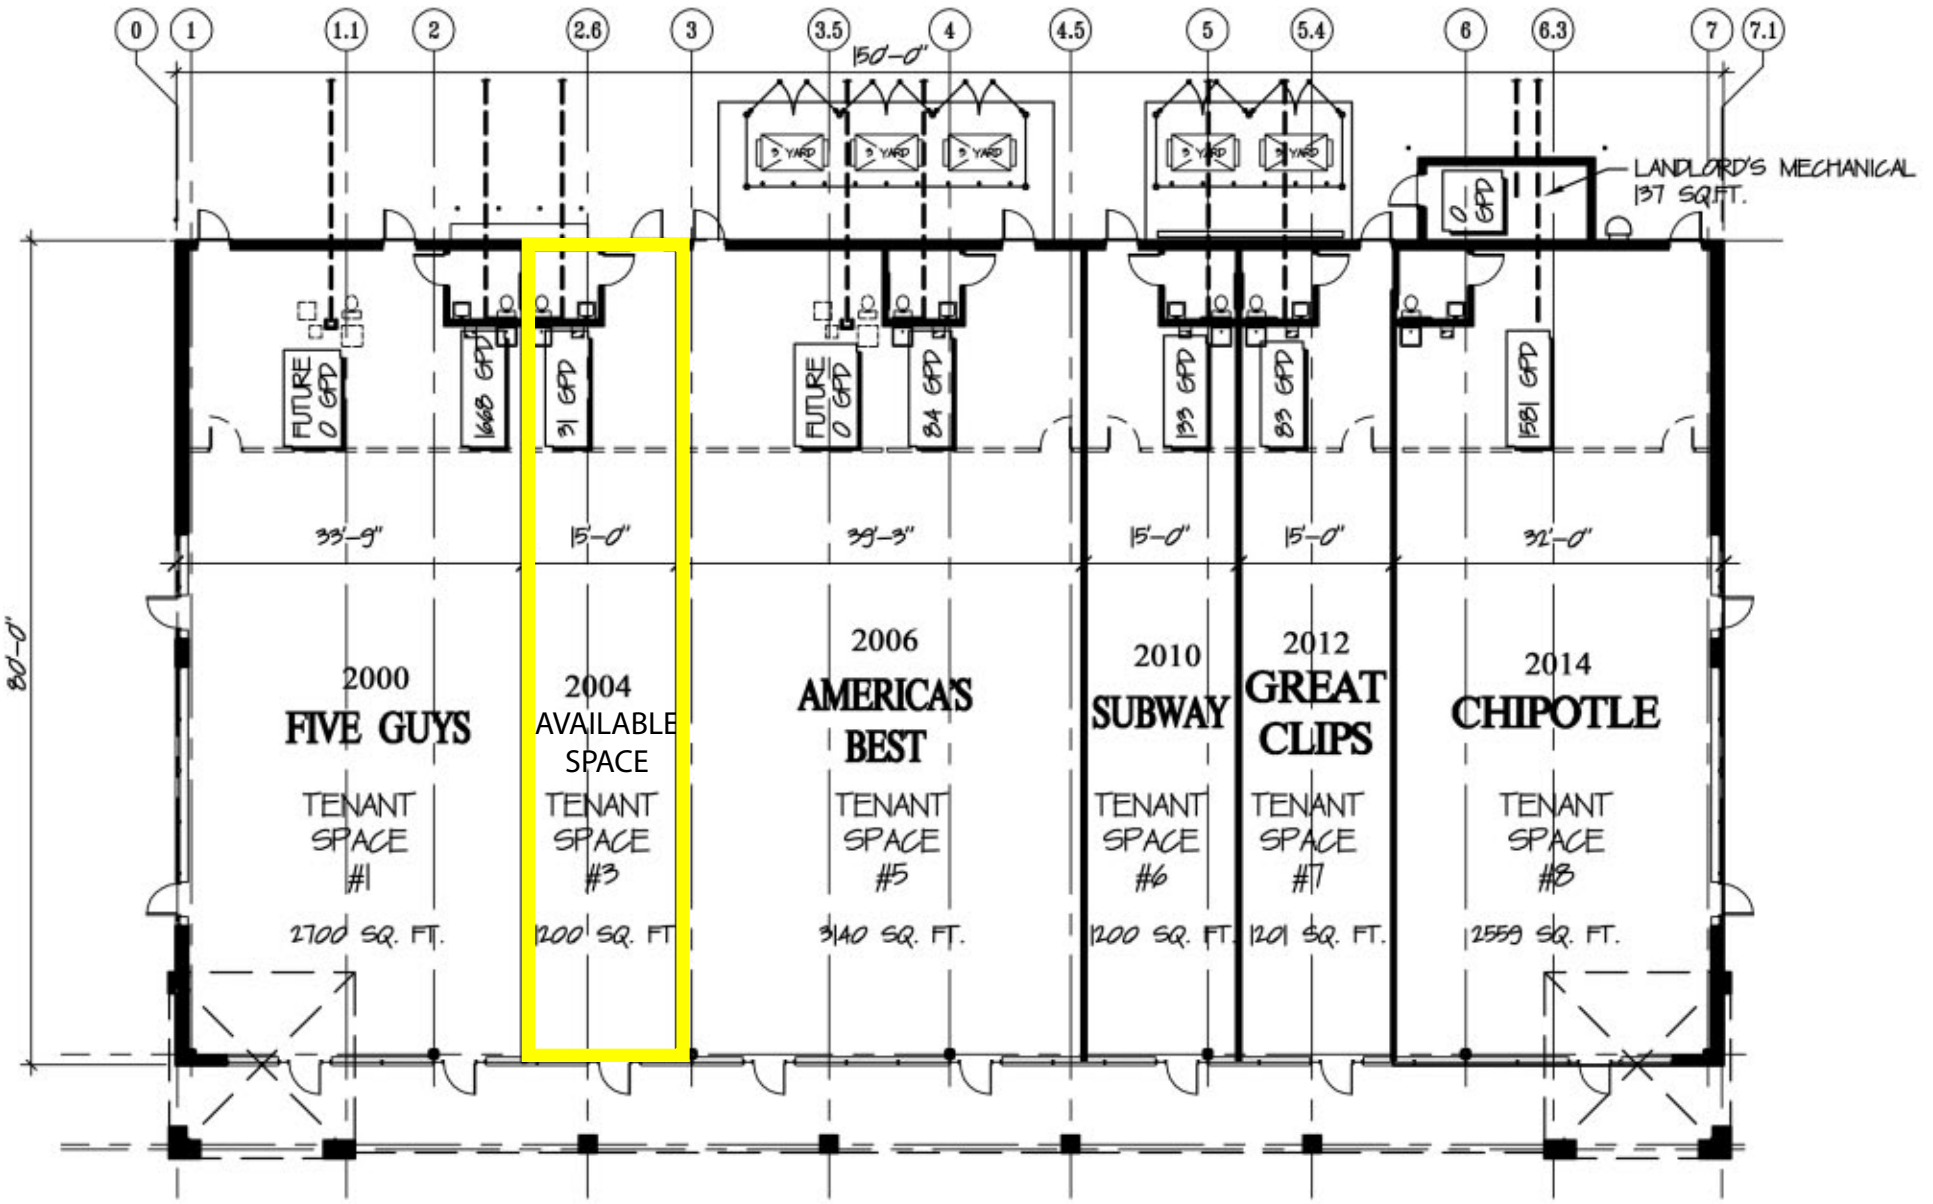 0 1 1.1 2 2.6 3 3.5 4 4.5 5 5.4 6 6.3 7 7.1
150'-0"
3 YARD 3 YARD 3 YARD 3 YARD 3 YARD
LANDLORD'S MECHANICAL
137 SQ.FT.
0
GPD
FUTURE
0 GPD
1668 GPD
31 GPD
FUTURE
0 GPD
84 GPD
133 GPD
83 GPD
1581 GPD
33'-9" 15'-0" 39'-3" 15'-0" 15'-0" 32'-0"
80'-0"
2000
FIVE GUYS
TENANT
SPACE
#1
2700 SQ. FT.
2004
AVAILABLE
SPACE
TENANT
SPACE
#3
1200 SQ. FT
2006
AMERICA'S
BEST
TENANT
SPACE
#5
3140 SQ. FT.
2010
SUBWAY
TENANT
SPACE
#6
1200 SQ. FT.
2012
GREAT
CLIPS
TENANT
SPACE
#7
1201 SQ. FT.
2014
CHIPOTLE
TENANT
SPACE
#8
2559 SQ. FT.